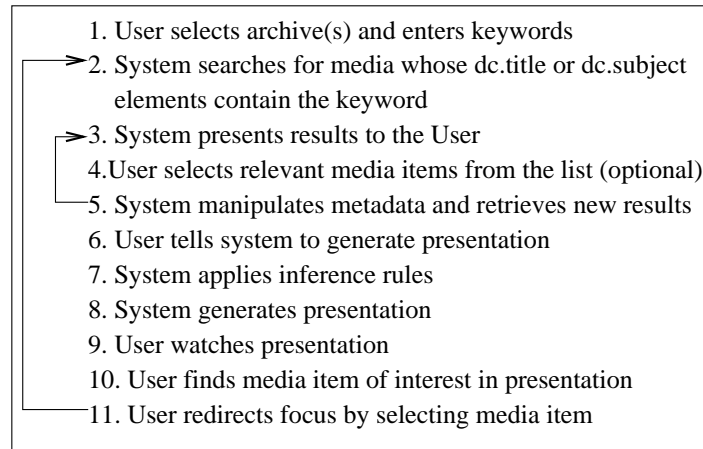 1. User selects archive(s) and enters keywords
2. System searches for media whose dc.title or dc.subject
elements contain the keyword
3. System presents results to the User
4.User selects relevant media items from the list (optional)
5. System manipulates metadata and retrieves new results
6. User tells system to generate presentation
7. System applies inference rules
8. System generates presentation
9. User watches presentation
10. User finds media item of interest in presentation
11. User redirects focus by selecting media item